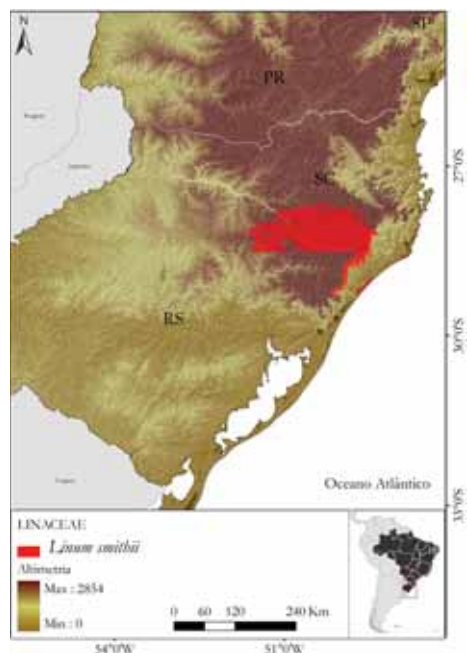 N
SP
PR
27°0'S
SC
RS
30°0'S
Oceano Atlântico
33°0'S
LINACEAE
Linum smithii
Altimetria
Max : 2854
Min : 0
0 60 120 240 Km
54°0'W 51°0'W